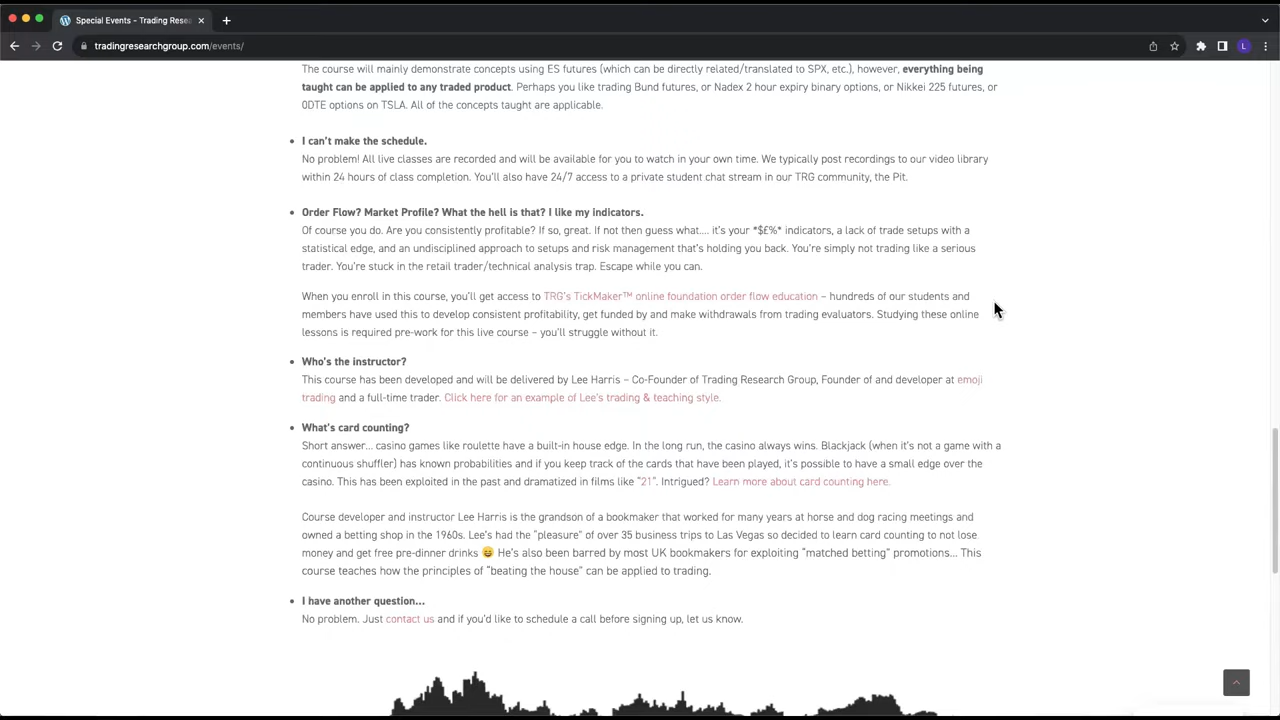 Special Events - Trading Rese
tradingresearchgroup.com/events/
L
The course will mainly demonstrate concepts using ES futures (which can be directly related/translated to SPX, etc.), however, everything being
taught can be applied to any traded product. Perhaps you like trading Bund futures, or Nadex 2 hour expiry binary options, or Nikkei 225 futures, or
0DTE options on TSLA. All of the concepts taught are applicable.
I can’t make the schedule.
No problem! All live classes are recorded and will be available for you to watch in your own time. We typically post recordings to our video library
within 24 hours of class completion. You’ll also have 24/7 access to a private student chat stream in our TRG community, the Pit.
Order Flow? Market Profile? What the hell is that? I like my indicators.
Of course you do. Are you consistently profitable? If so, great. If not then guess what.... it’s your *$£%* indicators, a lack of trade setups with a
statistical edge, and an undisciplined approach to setups and risk management that’s holding you back. You’re simply not trading like a serious
trader. You’re stuck in the retail trader/technical analysis trap. Escape while you can.
When you enroll in this course, you’ll get access to TRG’s TickMaker™ online foundation order flow education – hundreds of our students and
members have used this to develop consistent profitability, get funded by and make withdrawals from trading evaluators. Studying these online
lessons is required pre-work for this live course – you’ll struggle without it.
Who’s the instructor?
This course has been developed and will be delivered by Lee Harris – Co-Founder of Trading Research Group, Founder of and developer at emoji
trading and a full-time trader. Click here for an example of Lee’s trading & teaching style.
What’s card counting?
Short answer... casino games like roulette have a built-in house edge. In the long run, the casino always wins. Blackjack (when it’s not a game with a
continuous shuffler) has known probabilities and if you keep track of the cards that have been played, it’s possible to have a small edge over the
casino. This has been exploited in the past and dramatized in films like “21”. Intrigued? Learn more about card counting here.
Course developer and instructor Lee Harris is the grandson of a bookmaker that worked for many years at horse and dog racing meetings and
owned a betting shop in the 1960s. Lee’s had the “pleasure” of over 35 business trips to Las Vegas so decided to learn card counting to not lose
money and get free pre-dinner drinks 😄 He’s also been barred by most UK bookmakers for exploiting “matched betting” promotions... This
course teaches how the principles of “beating the house” can be applied to trading.
I have another question...
No problem. Just contact us and if you’d like to schedule a call before signing up, let us know.